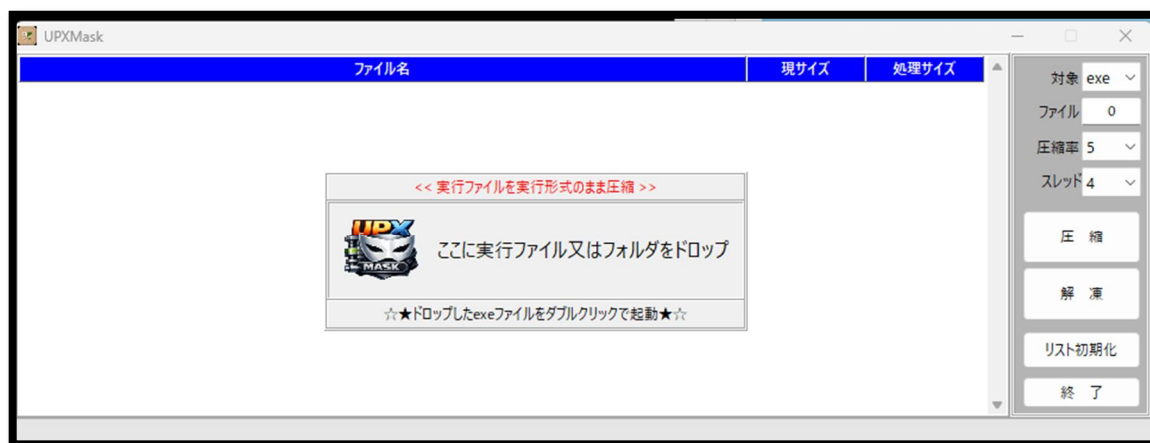 UPXMask
ファイル名 現サイズ 処理サイズ
対象 exe
ファイル 0
圧縮率 5
スレッド 4
<< 実行ファイルを実行形式のまま圧縮 >>
UPX
MASK
ここに実行ファイル又はフォルダをドロップ
☆★ドロップしたexeファイルをダブルクリックで起動★☆
圧 縮
解 凍
リスト初期化
終 了